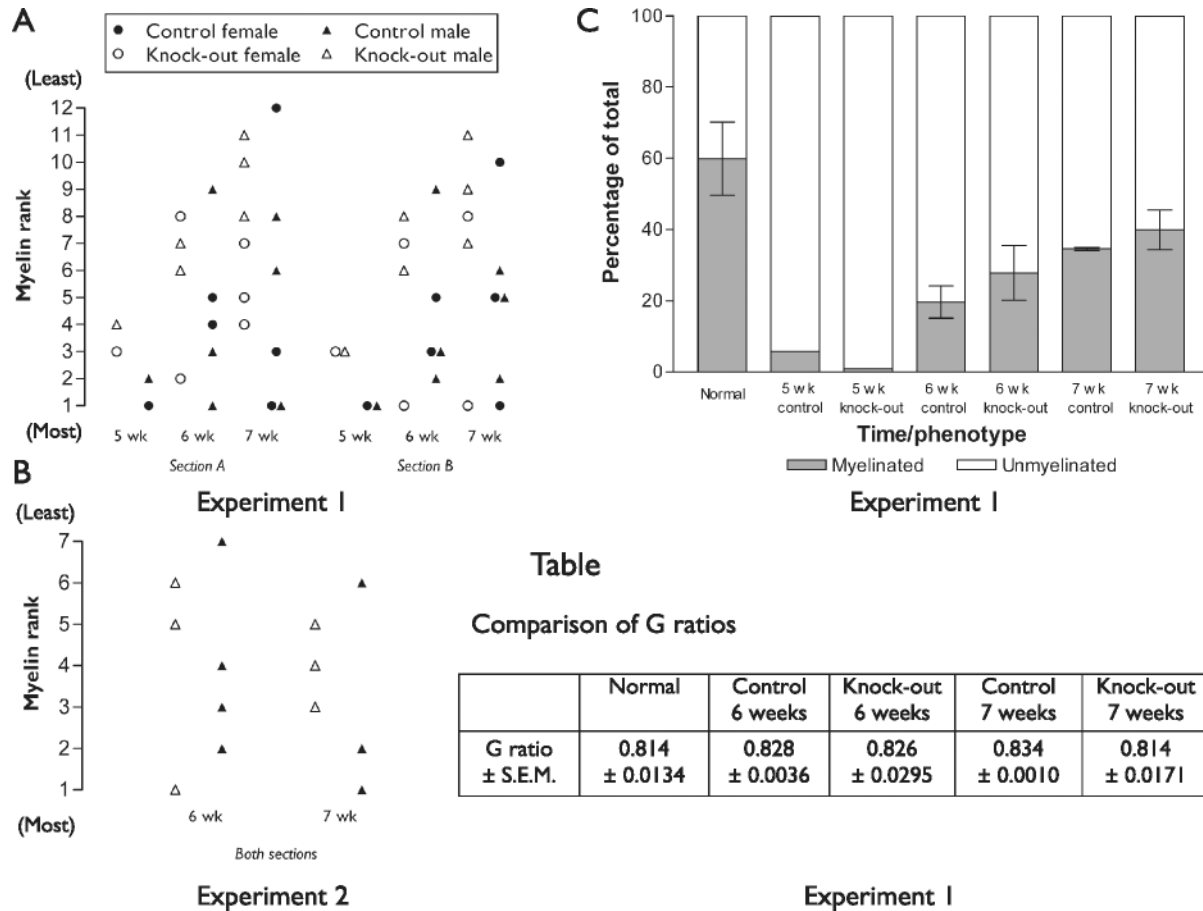 A
Control female
Control male
Knock-out female
Knock-out male
(Least)
12
11
10
9
8
7
6
5
4
3
2
1
Myelin rank
(Most)
5 wk 6 wk 7 wk 5 wk 6 wk 7 wk
Section A Section B
Experiment 1
B
(Least)
7
6
5
4
3
2
1
Myelin rank
(Most)
6 wk 7 wk
Both sections
Experiment 2
C
100
80
60
40
20
0
Percentage of total
Normal 5 wk control 5 wk knock-out 6 wk control 6 wk knock-out 7 wk control 7 wk knock-out
Time/phenotype
Myelinated Unmyelinated
Experiment 1
Table
Comparison of G ratios
Normal Control 6 weeks Knock-out 6 weeks Control 7 weeks Knock-out 7 weeks
G ratio 0.814 0.828 0.826 0.834 0.814
± S.E.M. ± 0.0134 ± 0.0036 ± 0.0295 ± 0.0010 ± 0.0171
Experiment 1